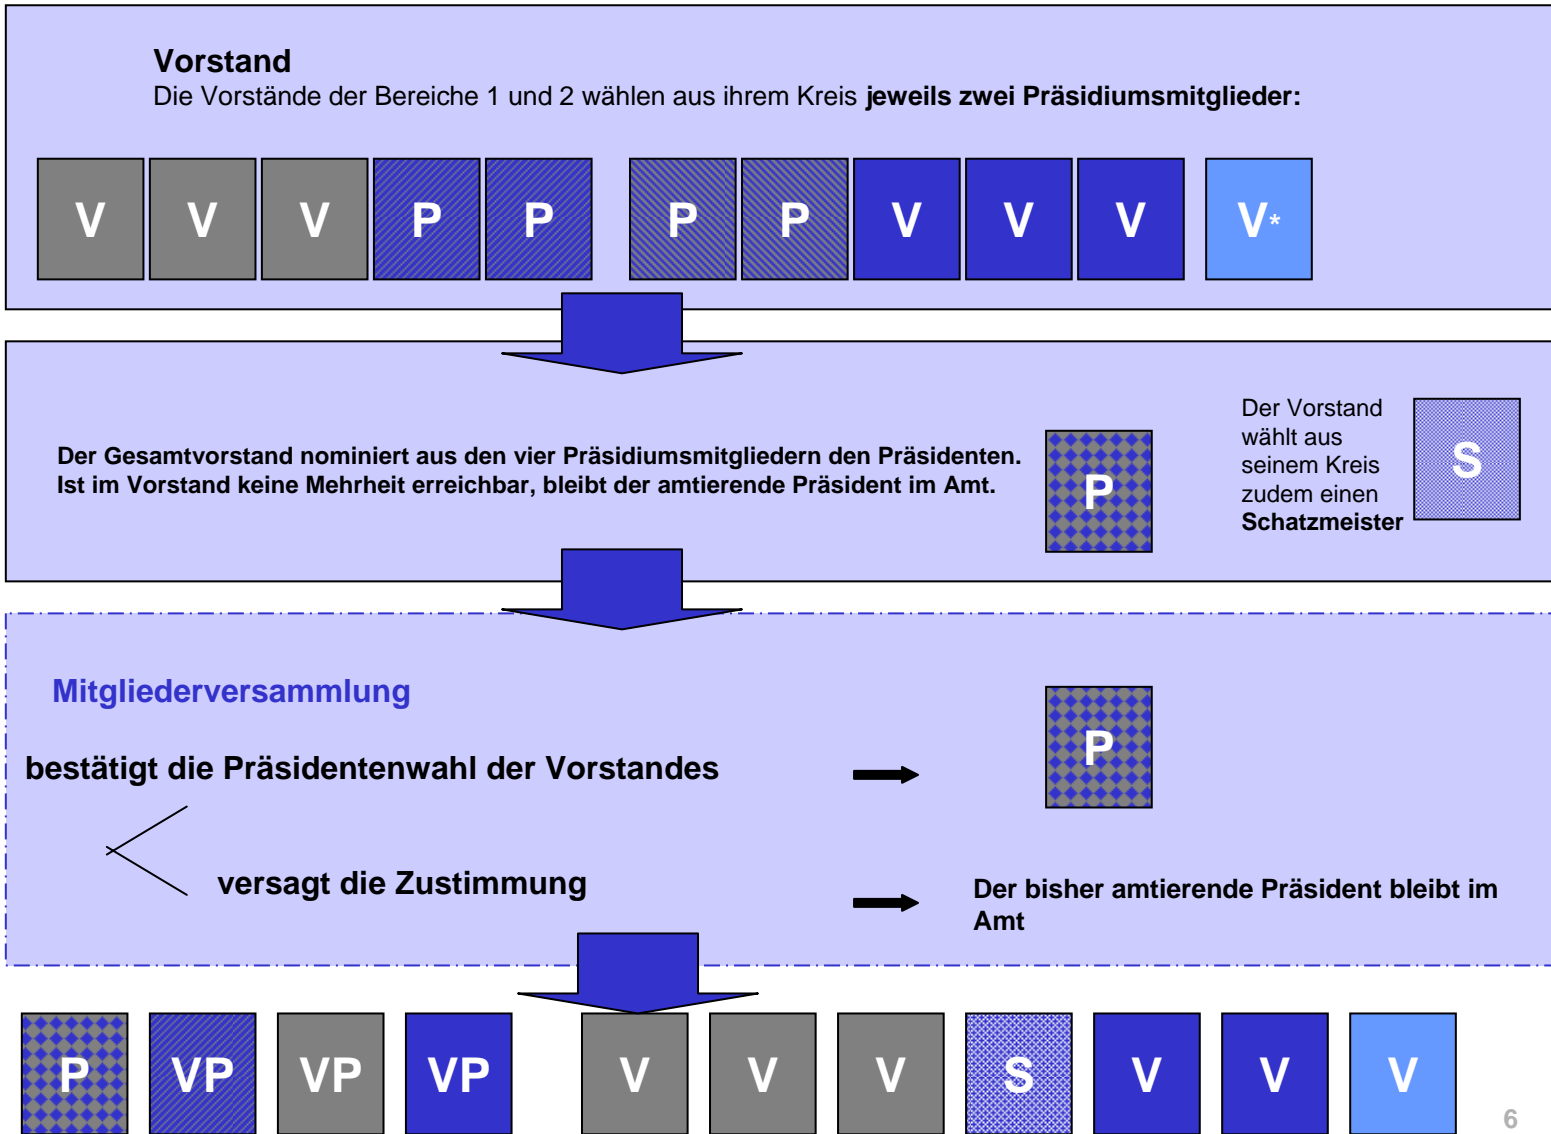 Vorstand
Die Vorstände der Bereiche 1 und 2 wählen aus ihrem Kreis jeweils zwei Präsidiumsmitglieder:
V V V P P P P V V V V*
Der Gesamtvorstand nominiert aus den vier Präsidiumsmitgliedern den Präsidenten.
Ist im Vorstand keine Mehrheit erreichbar, bleibt der amtierende Präsident im Amt.
P
Der Vorstand
wählt aus
seinem Kreis
zudem einen
Schatzmeister
S
Mitgliederversammlung
bestätigt die Präsidentenwahl der Vorstandes
P
versagt die Zustimmung
Der bisher amtierende Präsident bleibt im
Amt
P VP VP VP V V V S V V V
6